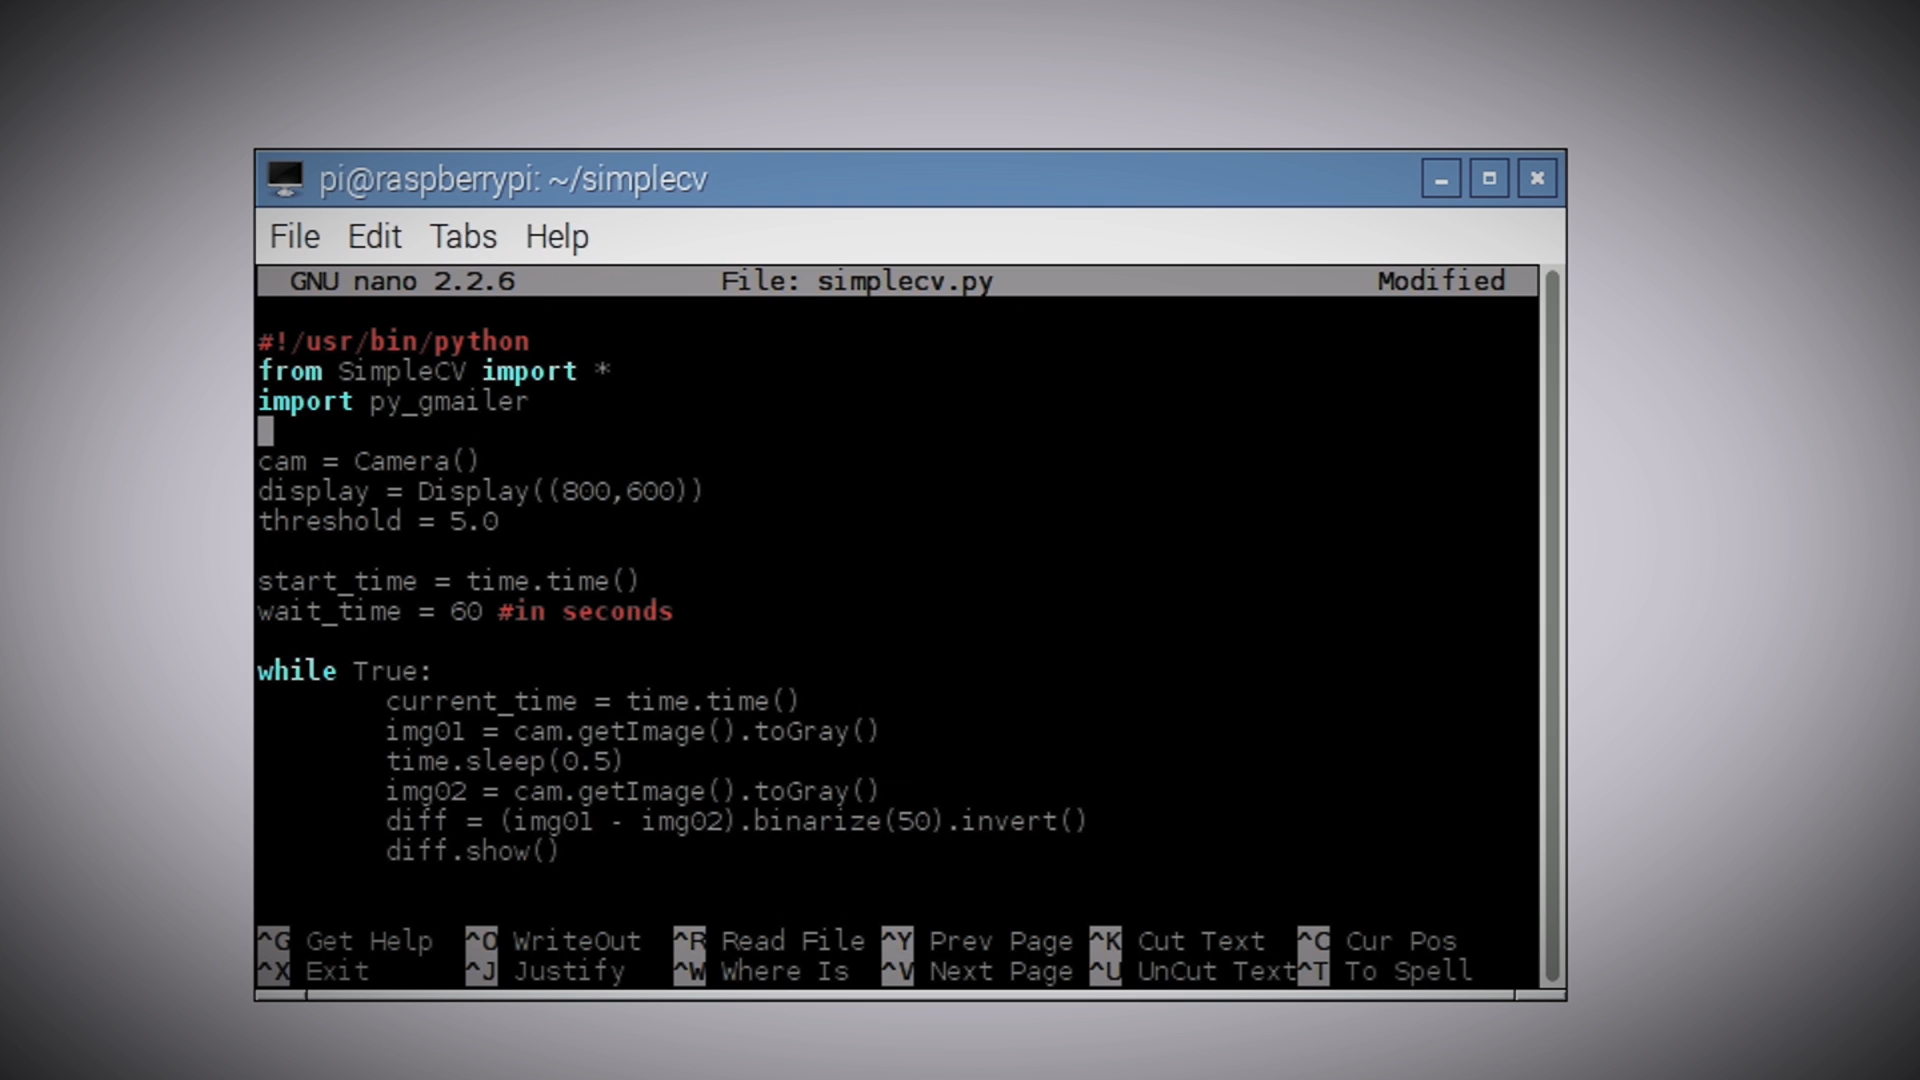 pi@raspberrypi: ~/simplecv
File Edit Tabs Help
GNU nano 2.2.6 File: simplecv.py Modified
#!/usr/bin/python
from SimpleCV import *
import py_gmailer
cam = Camera()
display = Display((800,600))
threshold = 5.0
start_time = time.time()
wait_time = 60 #in seconds
while True:
current_time = time.time()
img01 = cam.getImage().toGray()
time.sleep(0.5)
img02 = cam.getImage().toGray()
diff = (img01 - img02).binarize(50).invert()
diff.show()
^G Get Help ^O WriteOut ^R Read File ^Y Prev Page ^K Cut Text ^C Cur Pos
^X Exit ^J Justify ^W Where Is ^V Next Page ^U UnCut Text ^T To Spell